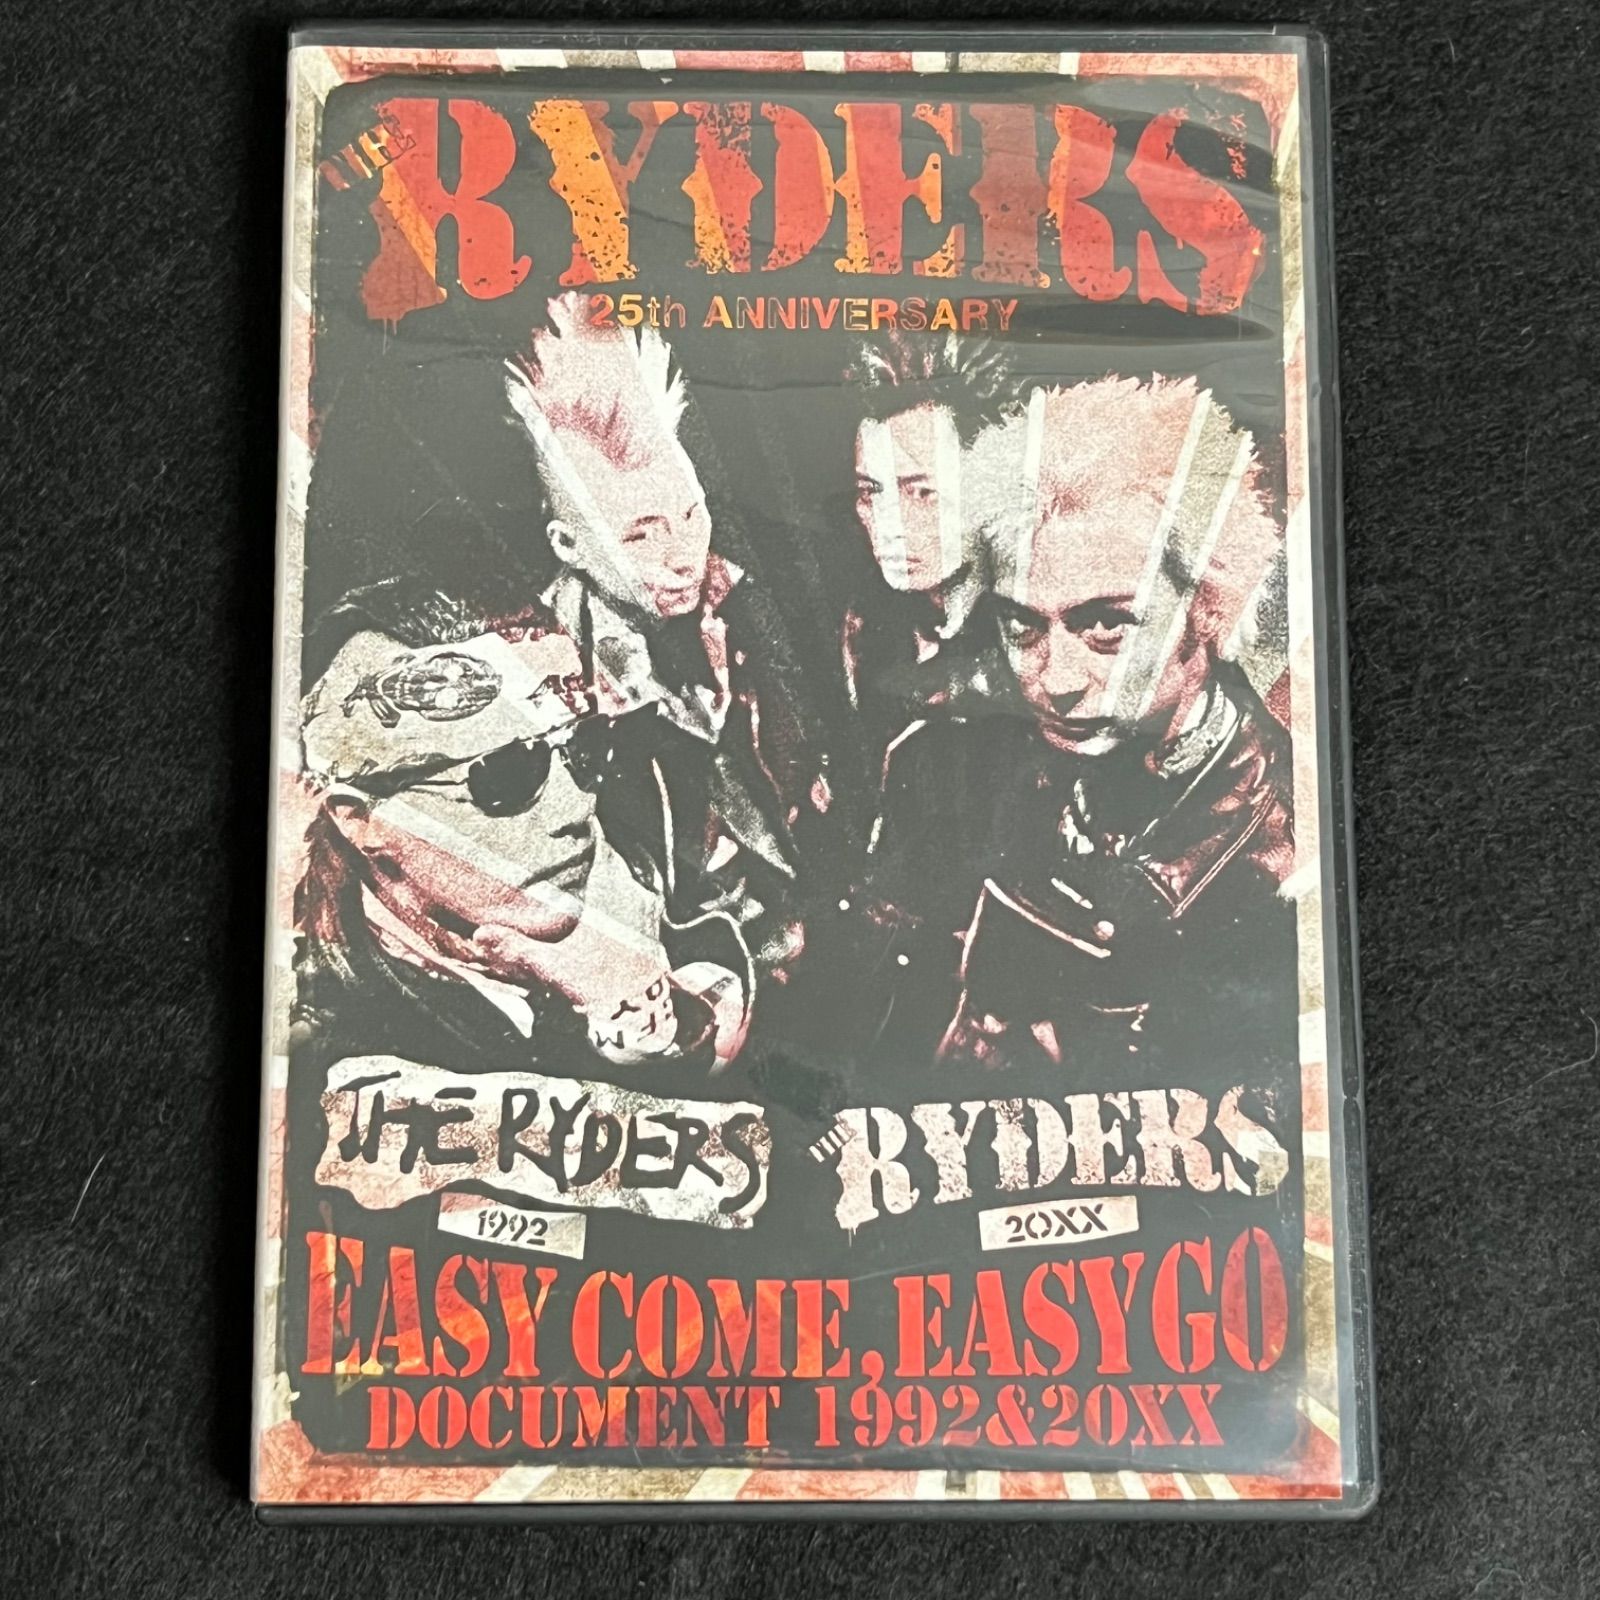 THE RYDERS
25th ANNIVERSARY
THE RYDERS
1992
THE RYDERS
20XX
EASY COME, EASY GO
DOCUMENT 1992&20XX